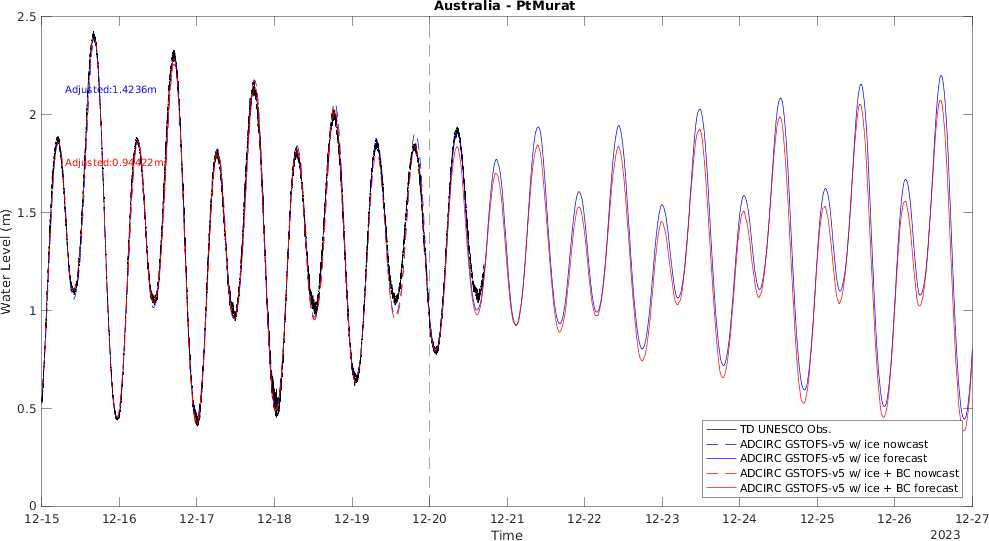 Australia - PtMurat
2.5
2
1.5
1
0.5
0
Water Level (m)
Adjusted:1.4236m
Adjusted:0.94422m
TD UNESCO Obs.
ADCIRC GSTOFS-v5 w/ ice nowcast
ADCIRC GSTOFS-v5 w/ ice forecast
ADCIRC GSTOFS-v5 w/ ice + BC nowcast
ADCIRC GSTOFS-v5 w/ ice + BC forecast
12-15 12-16 12-17 12-18 12-19 12-20 12-21 12-22 12-23 12-24 12-25 12-26 12-27
Time
2023